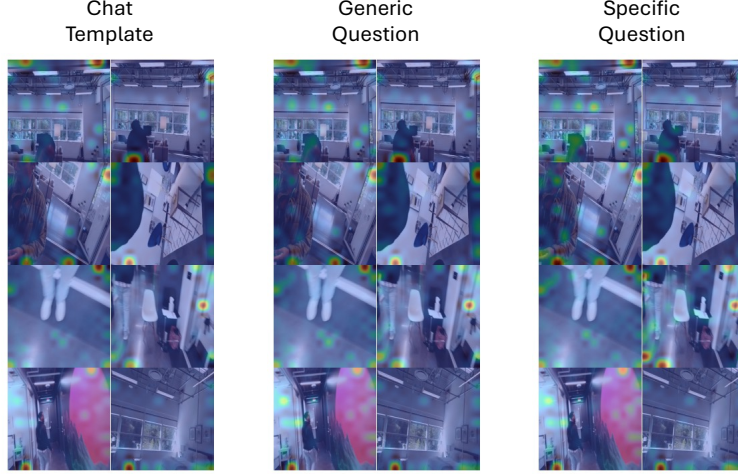 Chat
Template
Generic
Question
Specific
Question